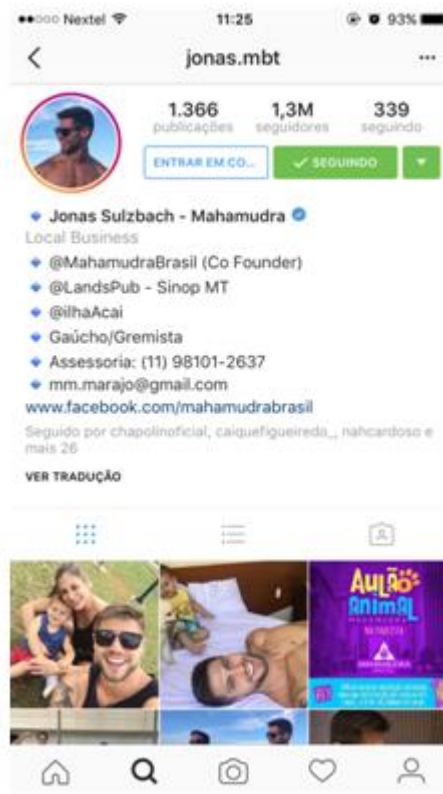 Nextel 11:25 93%
jonas.mbt
1.366 1,3M 339
publicações seguidores seguindo
ENTRAR EM CO... SEGUINDO
Jonas Sulzbach - Mahamudra
Local Business
@MahamudraBrasil (Co Founder)
@LandsPub - Sinop MT
@ilhaAcai
Gaúcho/Gremista
Assessoria: (11) 98101-2637
mm.marajo@gmail.com
www.facebook.com/mahamudrabrasil
Seguido por chapolinoficial, caiquefigueiredo_, nahcardoso e
mais 26
VER TRADUÇÃO
AULÃO
ANIMAL